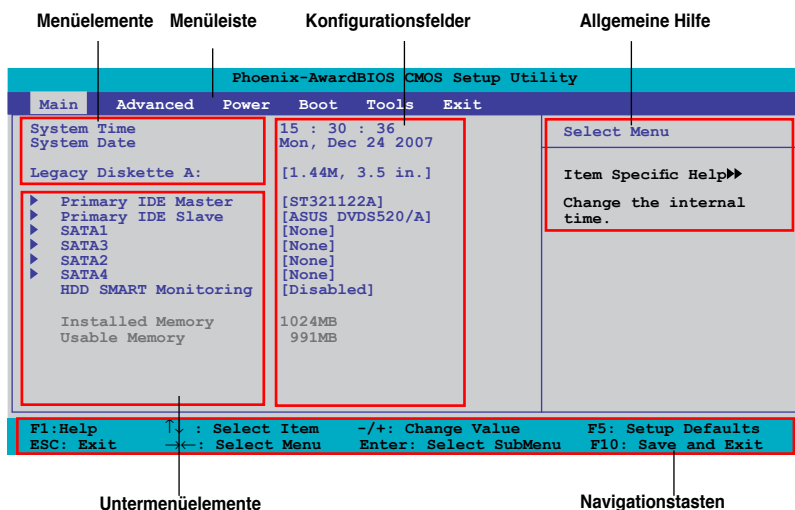 Menüelemente Menüleiste Konfigurationsfelder Allgemeine Hilfe
Phoenix-AwardBIOS CMOS Setup Utility
Main Advanced Power Boot Tools Exit
System Time 15 : 30 : 36
System Date Mon, Dec 24 2007
Legacy Diskette A: [1.44M, 3.5 in.]
Primary IDE Master [ST321122A]
Primary IDE Slave [ASUS DVDS520/A]
SATA1 [None]
SATA3 [None]
SATA2 [None]
SATA4 [None]
HDD SMART Monitoring [Disabled]
Installed Memory 1024MB
Usable Memory 991MB
Select Menu
Item Specific Help
Change the internal
time.
F1:Help ↑↓ : Select Item -/+: Change Value F5: Setup Defaults
ESC: Exit →←: Select Menu Enter: Select SubMenu F10: Save and Exit
Untermenüelemente Navigationstasten